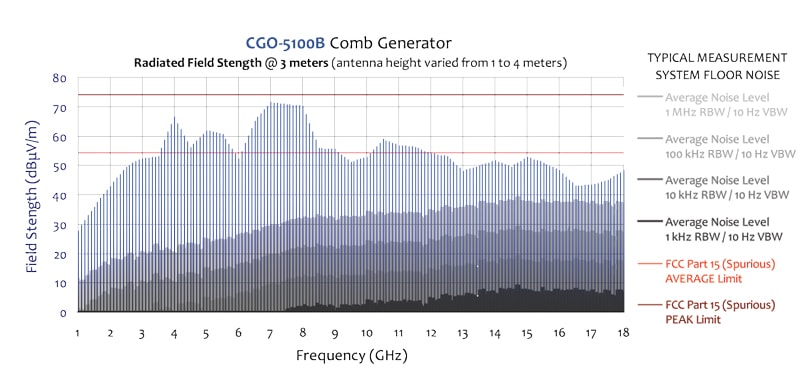 CGO-5100B Comb Generator
Radiated Field Stength @ 3 meters (antenna height varied from 1 to 4 meters)
Field Stength (dBµV/m)
80
70
60
50
40
30
20
10
0
1 2 3 4 5 6 7 8 9 10 11 12 13 14 15 16 17 18
Frequency (GHz)
TYPICAL MEASUREMENT
SYSTEM FLOOR NOISE
Average Noise Level
1 MHz RBW / 10 Hz VBW
Average Noise Level
100 kHz RBW / 10 Hz VBW
Average Noise Level
10 kHz RBW / 10 Hz VBW
Average Noise Level
1 kHz RBW / 10 Hz VBW
FCC Part 15 (Spurious)
AVERAGE Limit
FCC Part 15 (Spurious)
PEAK Limit